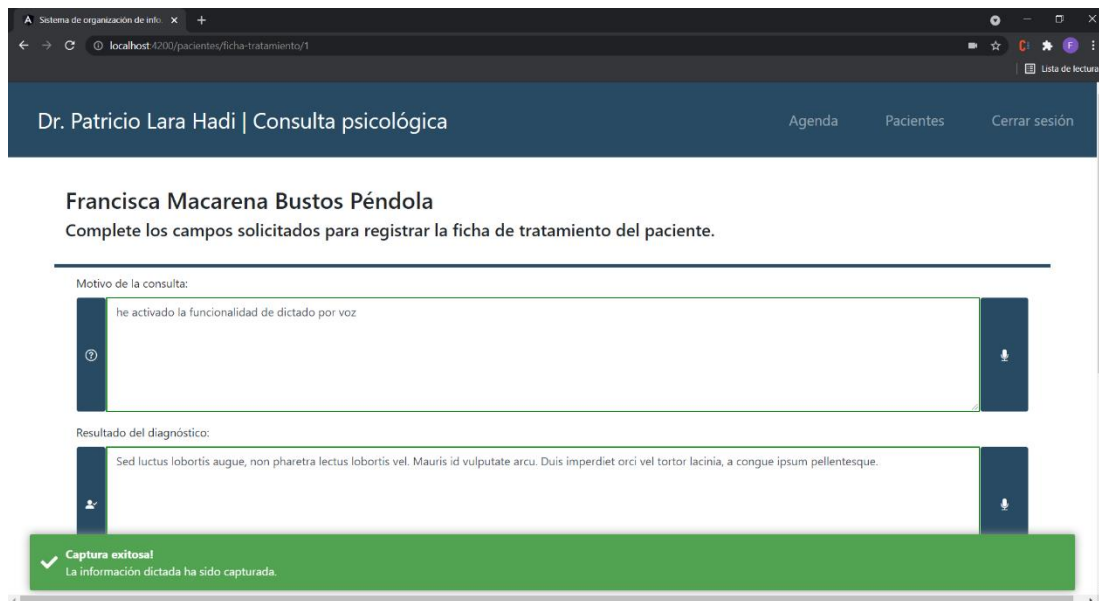 Sistema de organización de info
localhost:4200/pacientes/ficha-tratamiento/1
F
Lista de lectura
Dr. Patricio Lara Hadi | Consulta psicológica
Agenda
Pacientes
Cerrar sesión
Francisca Macarena Bustos Péndola
Complete los campos solicitados para registrar la ficha de tratamiento del paciente.
Motivo de la consulta:
he activado la funcionalidad de dictado por voz
Resultado del diagnóstico:
Sed luctus lobortis augue, non pharetra lectus lobortis vel. Mauris id vulputate arcu. Duis imperdiet orci vel tortor lacinia, a congue ipsum pellentesque.
Captura exitosa!
La información dictada ha sido capturada.